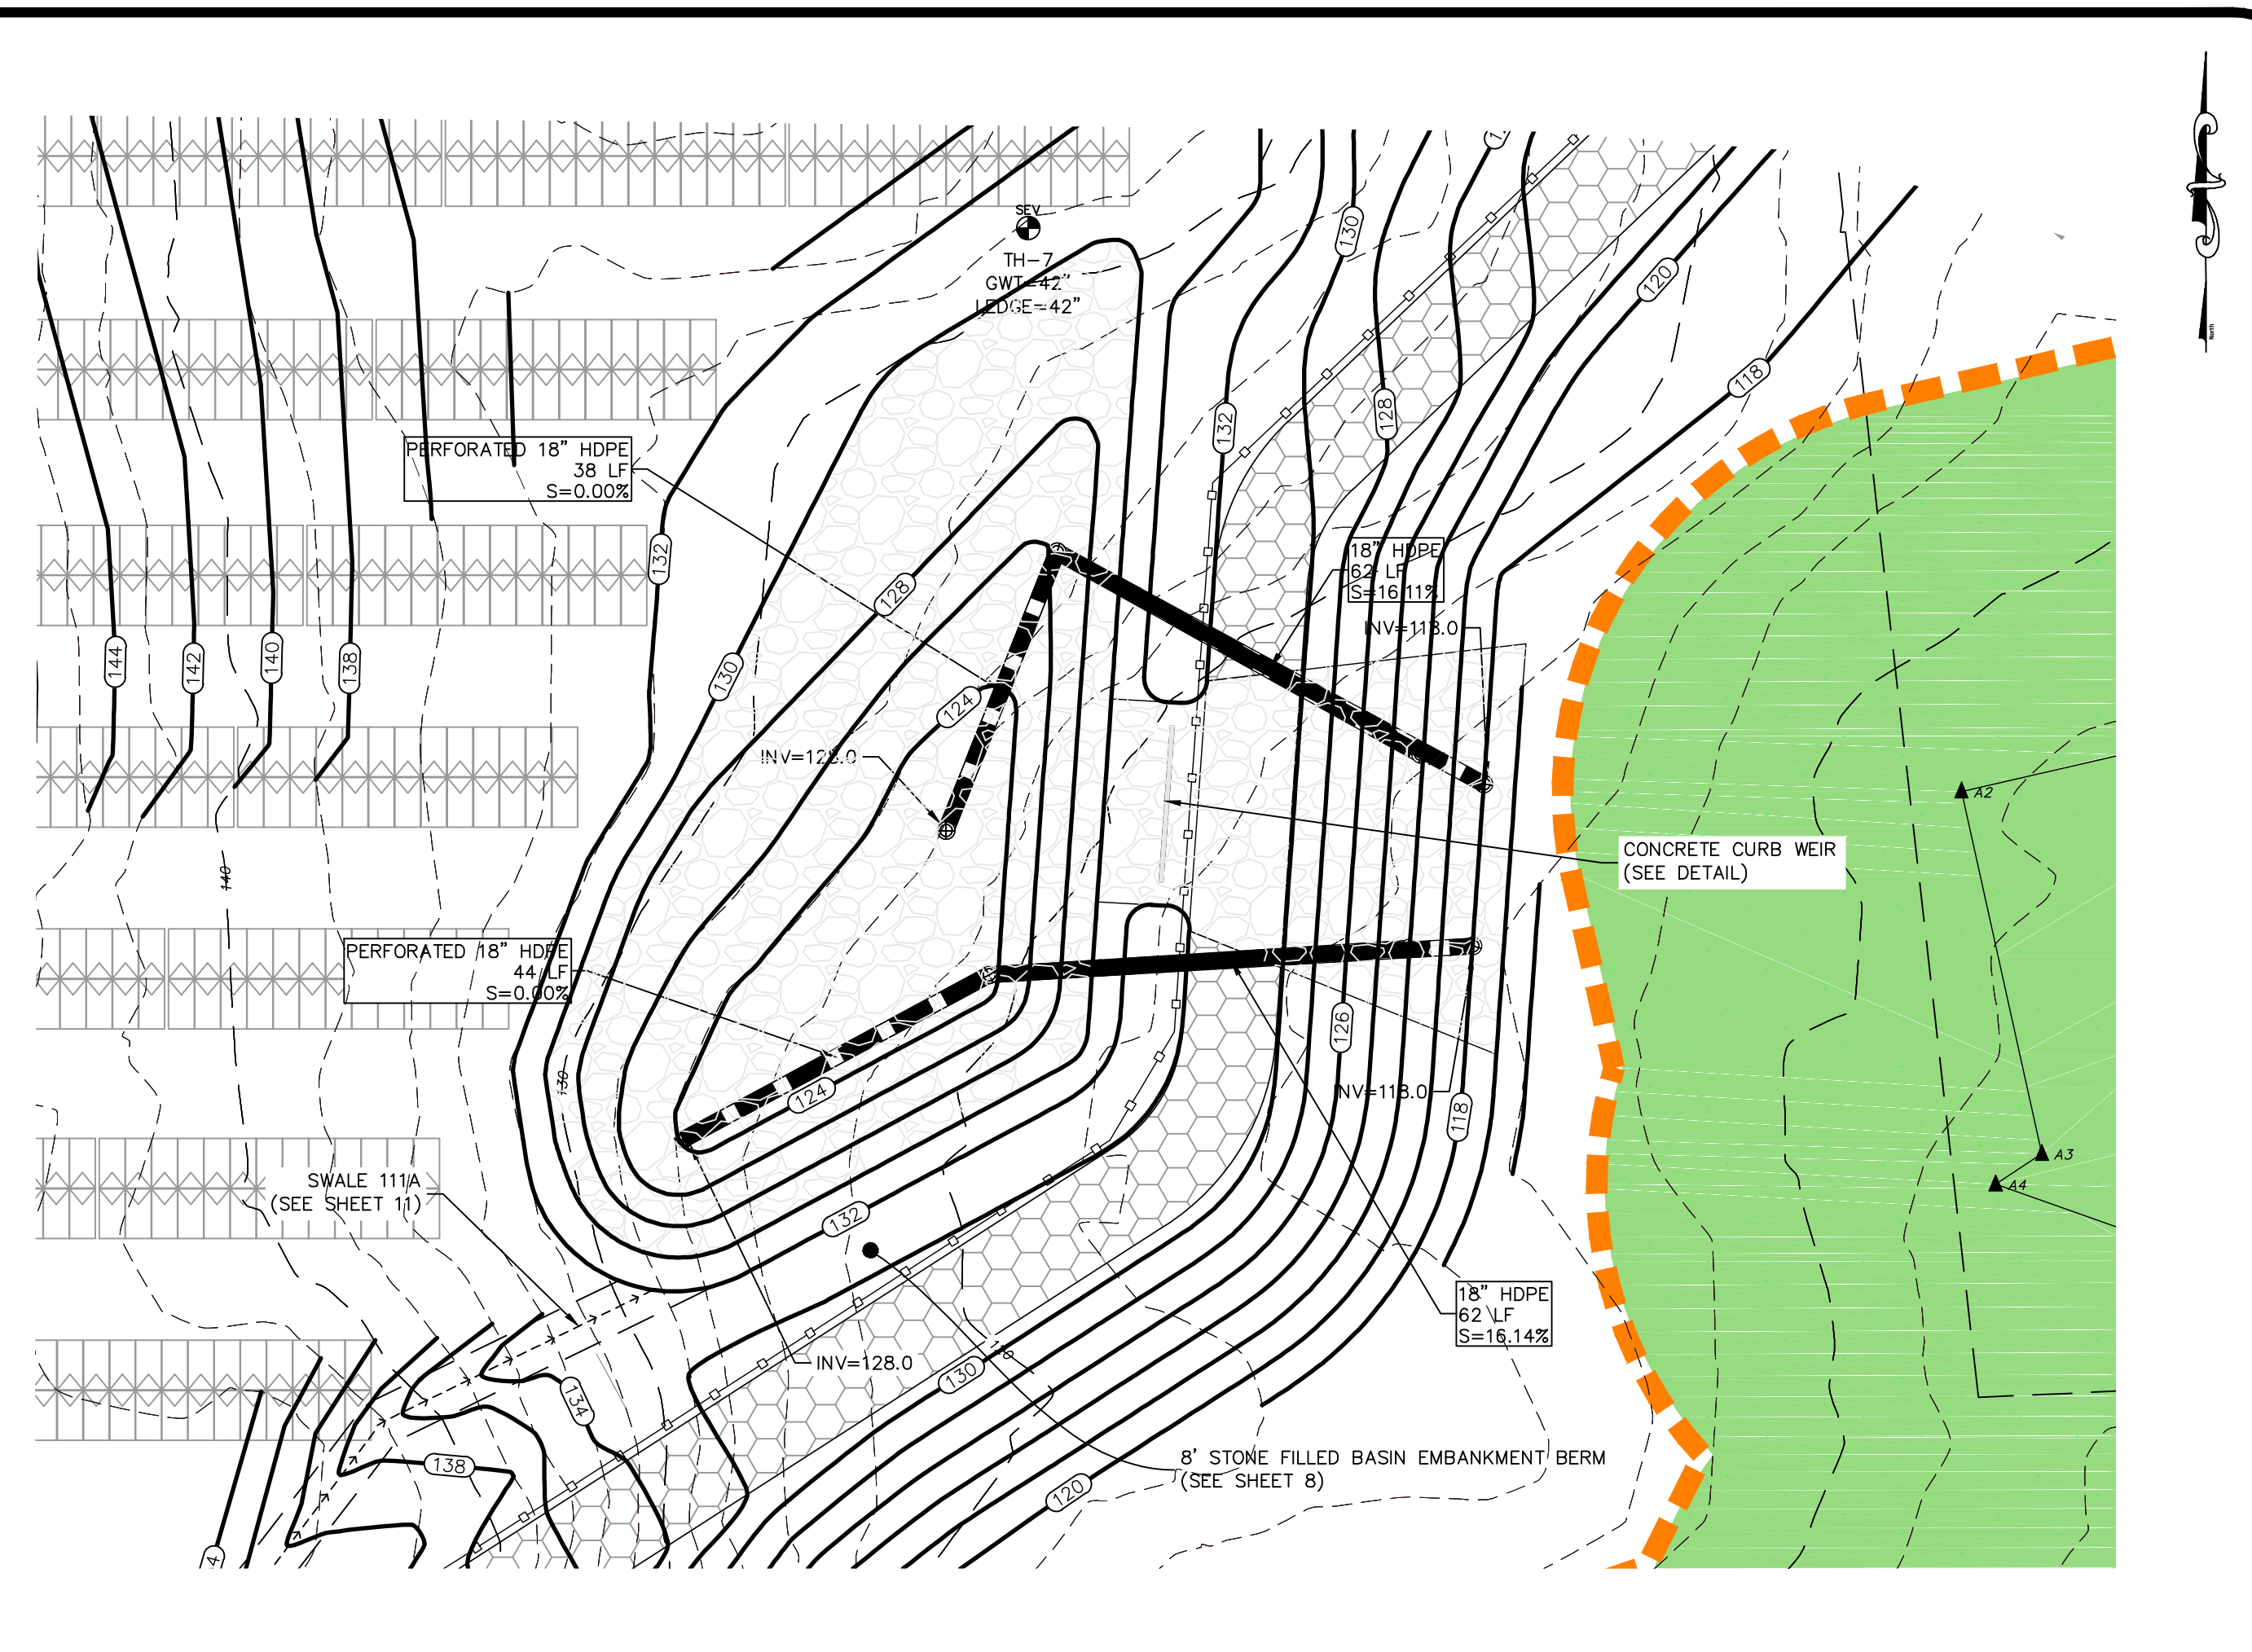 North
SEV
TH-7
GWT=42"
LEDGE=42"
130
120
118
132
128
PERFORATED 18" HDPE
38 LF
S=0.00%
132
128
130
18" HDPE
62 LF
S=16.11%
INV=118.0
144
142
140
138
124
INV=128.0
A2
CONCRETE CURB WEIR
(SEE DETAIL)
140
PERFORATED 18" HDPE
44 LF
S=0.00%
126
130
124
INV=118.0
118
A3
A4
SWALE 111A
(SEE SHEET 11)
132
18" HDPE
62 LF
S=16.14%
INV=128.0
130
134
138
8' STONE FILLED BASIN EMBANKMENT BERM
(SEE SHEET 8)
120